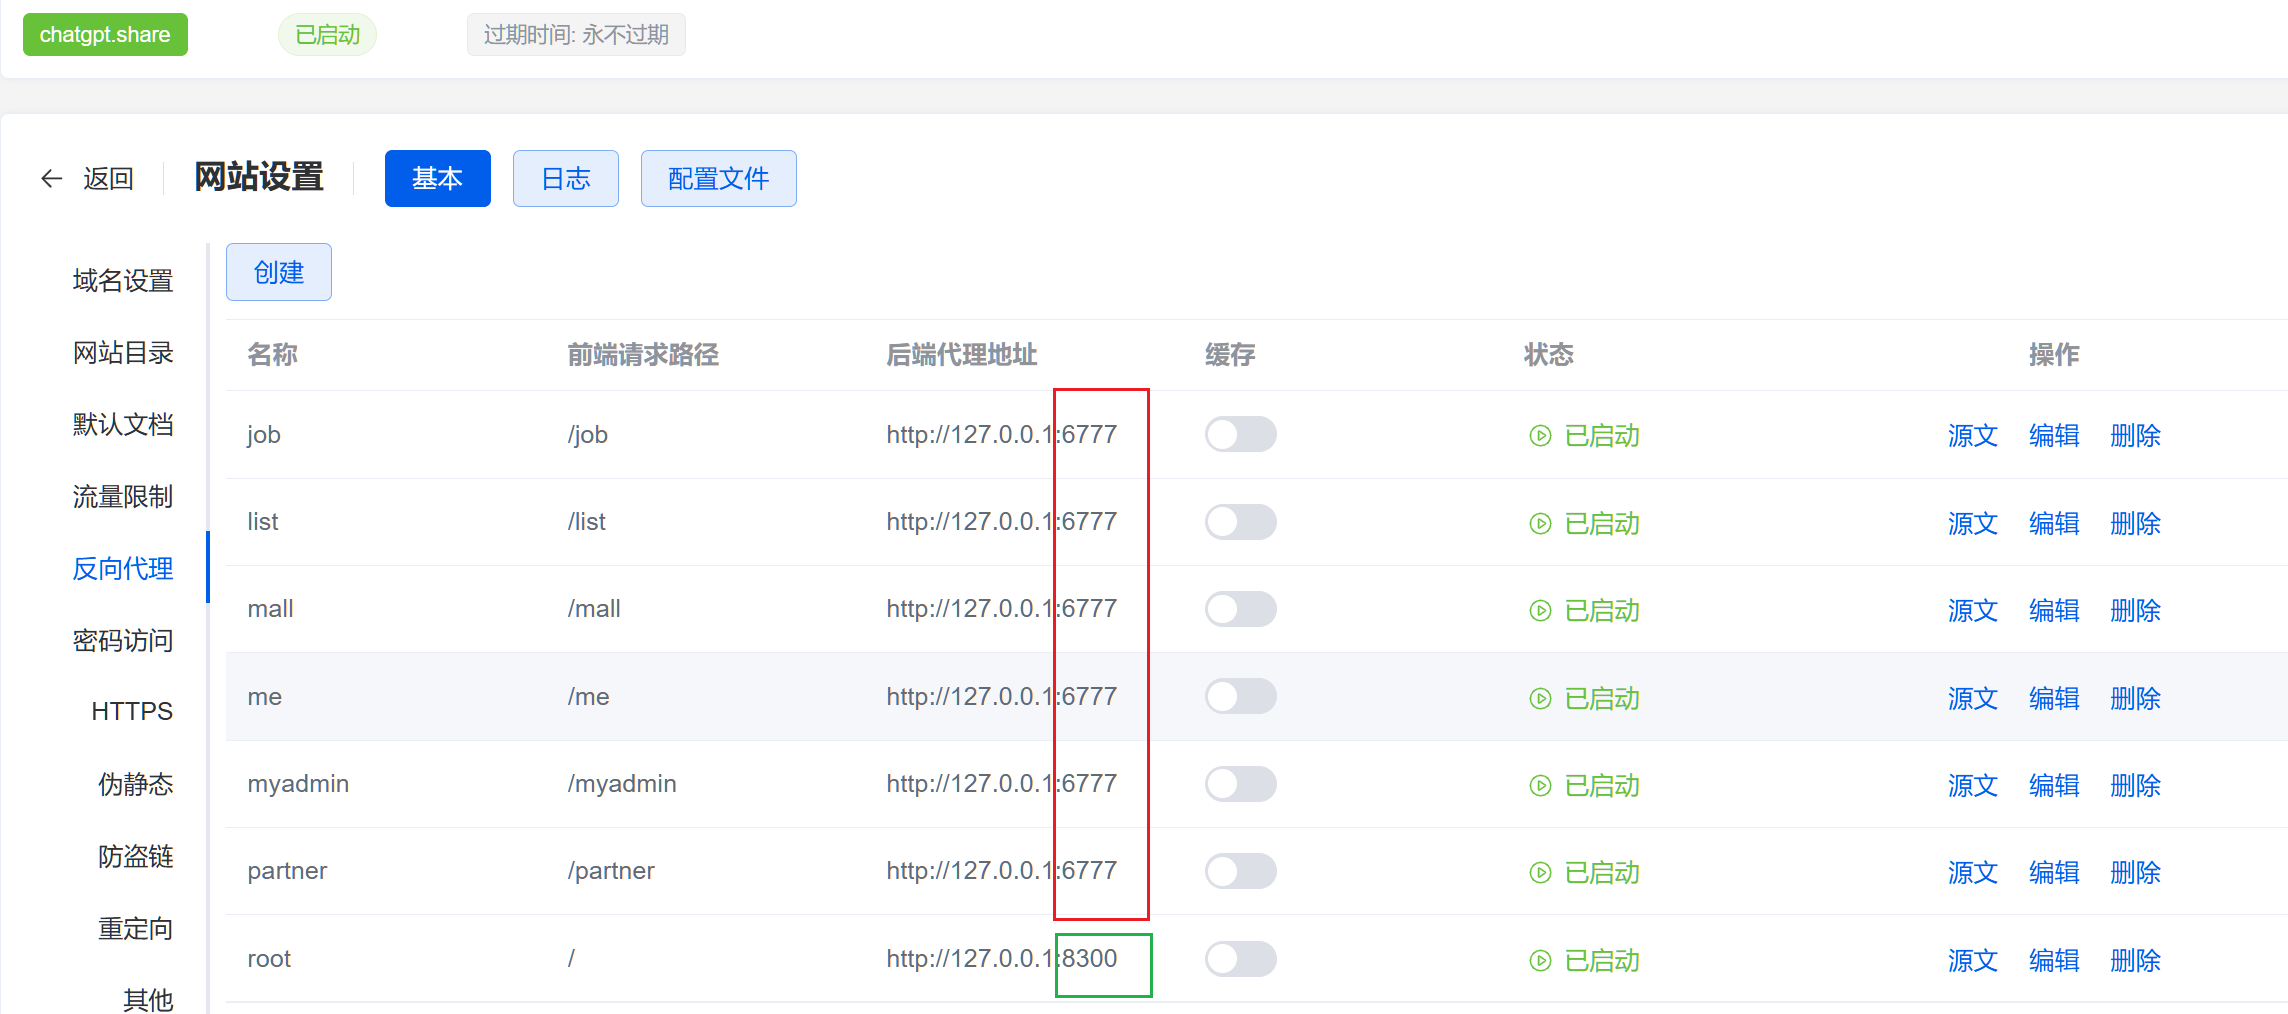 chatgpt.share 已启动 过期时间: 永不过期
返回 网站设置 基本 日志 配置文件
域名设置
网站目录
默认文档
流量限制
反向代理
密码访问
HTTPS
伪静态
防盗链
重定向
其他
创建
名称 前端请求路径 后端代理地址 缓存 状态 操作
job /job http://127.0.0.1:6777 已启动 源文 编辑 删除
list /list http://127.0.0.1:6777 已启动 源文 编辑 删除
mall /mall http://127.0.0.1:6777 已启动 源文 编辑 删除
me /me http://127.0.0.1:6777 已启动 源文 编辑 删除
myadmin /myadmin http://127.0.0.1:6777 已启动 源文 编辑 删除
partner /partner http://127.0.0.1:6777 已启动 源文 编辑 删除
root / http://127.0.0.1:8300 已启动 源文 编辑 删除